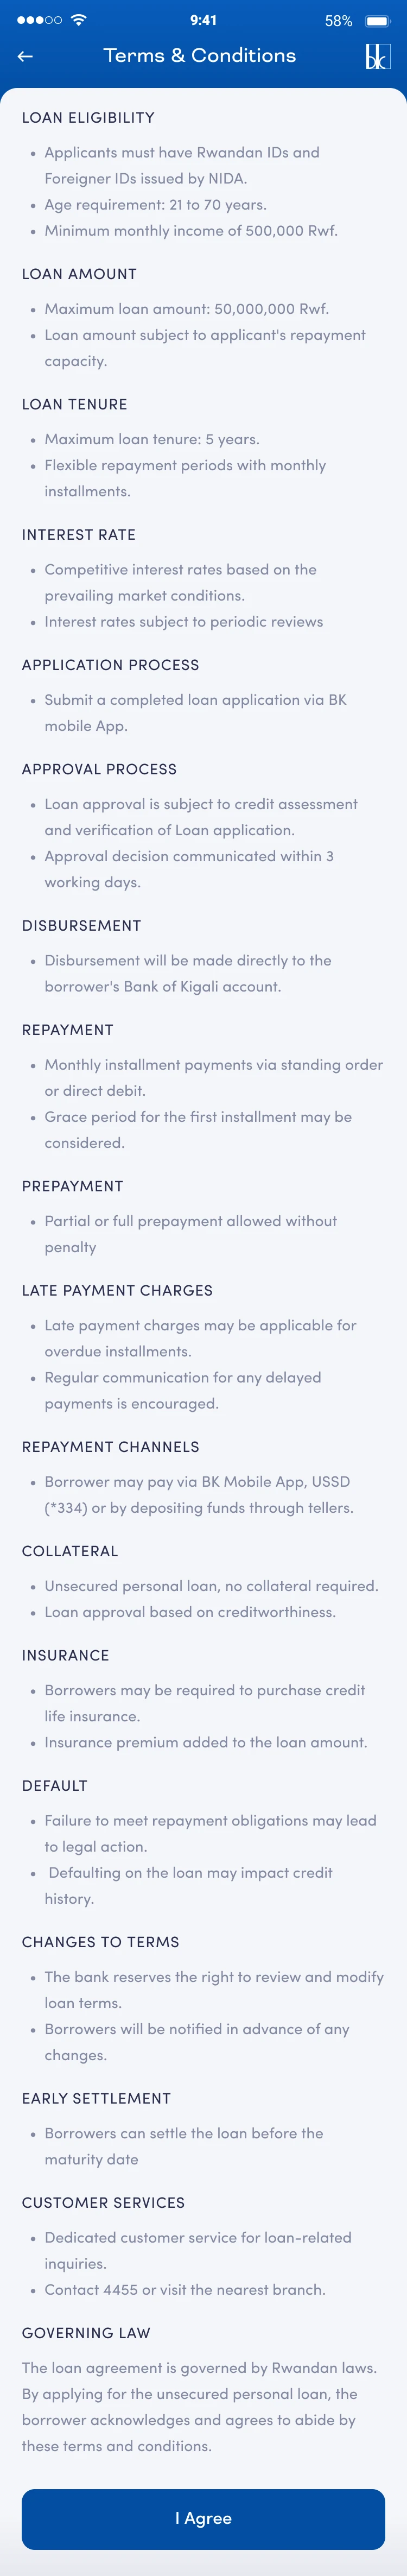 9:41
58%
Terms & Conditions
bk
LOAN ELIGIBILITY
• Applicants must have Rwandan IDs and
Foreigner IDs issued by NIDA.
• Age requirement: 21 to 70 years.
• Minimum monthly income of 500,000 Rwf.
LOAN AMOUNT
• Maximum loan amount: 50,000,000 Rwf.
• Loan amount subject to applicant's repayment
capacity.
LOAN TENURE
• Maximum loan tenure: 5 years.
• Flexible repayment periods with monthly
installments.
INTEREST RATE
• Competitive interest rates based on the
prevailing market conditions.
• Interest rates subject to periodic reviews
APPLICATION PROCESS
• Submit a completed loan application via BK
mobile App.
APPROVAL PROCESS
• Loan approval is subject to credit assessment
and verification of Loan application.
• Approval decision communicated within 3
working days.
DISBURSEMENT
• Disbursement will be made directly to the
borrower's Bank of Kigali account.
REPAYMENT
• Monthly installment payments via standing order
or direct debit.
• Grace period for the first installment may be
considered.
PREPAYMENT
• Partial or full prepayment allowed without
penalty
LATE PAYMENT CHARGES
• Late payment charges may be applicable for
overdue installments.
• Regular communication for any delayed
payments is encouraged.
REPAYMENT CHANNELS
• Borrower may pay via BK Mobile App, USSD
(*334) or by depositing funds through tellers.
COLLATERAL
• Unsecured personal loan, no collateral required.
• Loan approval based on creditworthiness.
INSURANCE
• Borrowers may be required to purchase credit
life insurance.
• Insurance premium added to the loan amount.
DEFAULT
• Failure to meet repayment obligations may lead
to legal action.
• Defaulting on the loan may impact credit
history.
CHANGES TO TERMS
• The bank reserves the right to review and modify
loan terms.
• Borrowers will be notified in advance of any
changes.
EARLY SETTLEMENT
• Borrowers can settle the loan before the
maturity date
CUSTOMER SERVICES
• Dedicated customer service for loan-related
inquiries.
• Contact 4455 or visit the nearest branch.
GOVERNING LAW
The loan agreement is governed by Rwandan laws.
By applying for the unsecured personal loan, the
borrower acknowledges and agrees to abide by
these terms and conditions.
I Agree